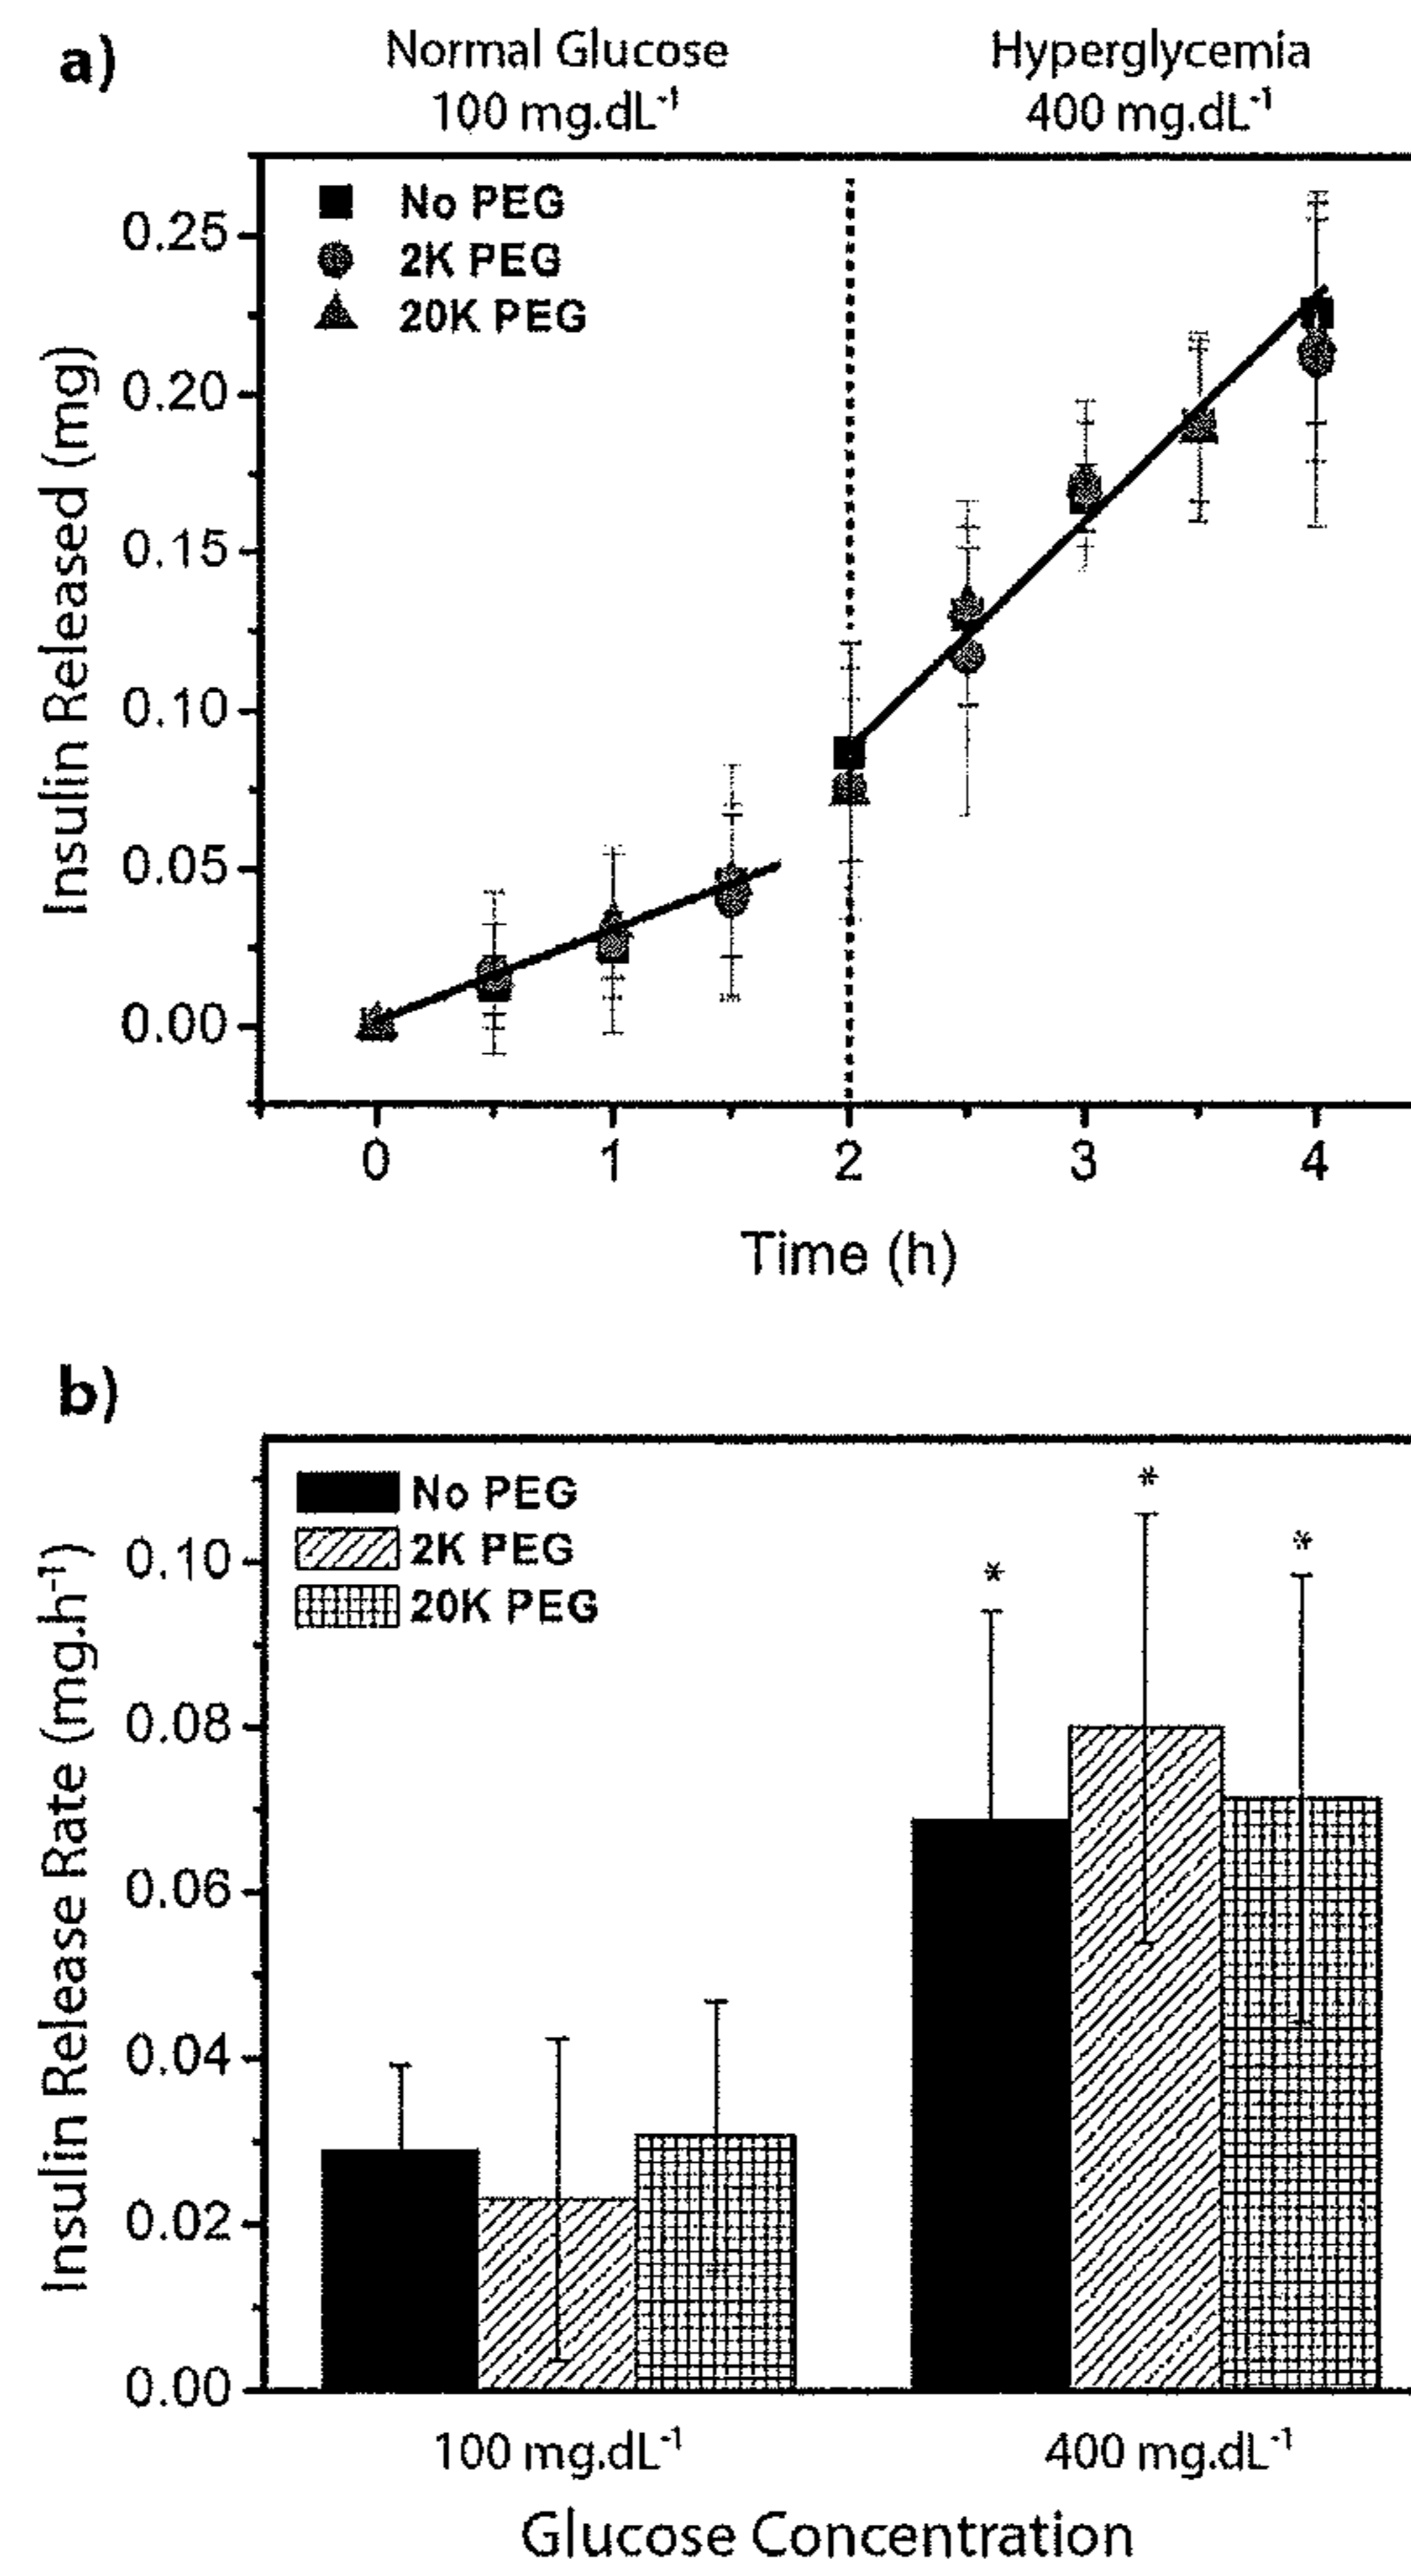 a)
Normal Glucose
100 mg.dL⁻¹
Hyperglycemia
400 mg.dL⁻¹
No PEG
2K PEG
20K PEG
Insulin Released (mg)
0.25
0.20
0.15
0.10
0.05
0.00
0 1 2 3 4
Time (h)
b)
No PEG
2K PEG
20K PEG
* * *
Insulin Release Rate (mg.h⁻¹)
0.10
0.08
0.06
0.04
0.02
0.00
100 mg.dL⁻¹ 400 mg.dL⁻¹
Glucose Concentration